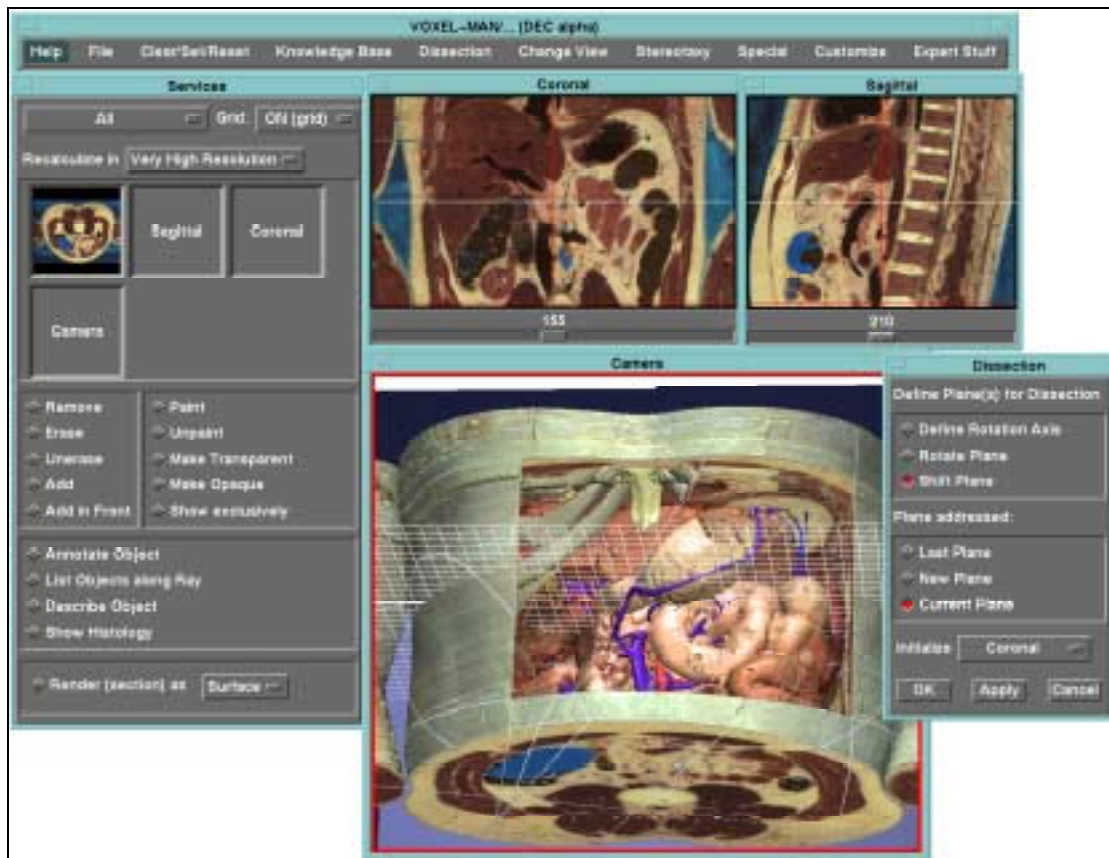 VOXEL-MAN/... (DEC alpha)
Help File Clear/Set/Reset Knowledge Base Dissection Change View Stereotaxy Special Customize Expert Stuff
Services
All Grid: ON (grid)
Recalculate in Very High Resolution
Sagittal Coronal
Camera
Remove Paint
Erase Unpaint
Unerase Make Transparent
Add Make Opaque
Add in Front Show exclusively
Annotate Object
List Objects along Ray
Describe Object
Show Histology
Render (section) as Surface
Coronal
155
Sagittal
210
Camera
Dissection
Define Plane(s) for Dissection
Define Rotation Axis
Rotate Plane
Shift Plane
Plane addressed:
Last Plane
New Plane
Current Plane
Initialize Coronal
OK Apply Cancel